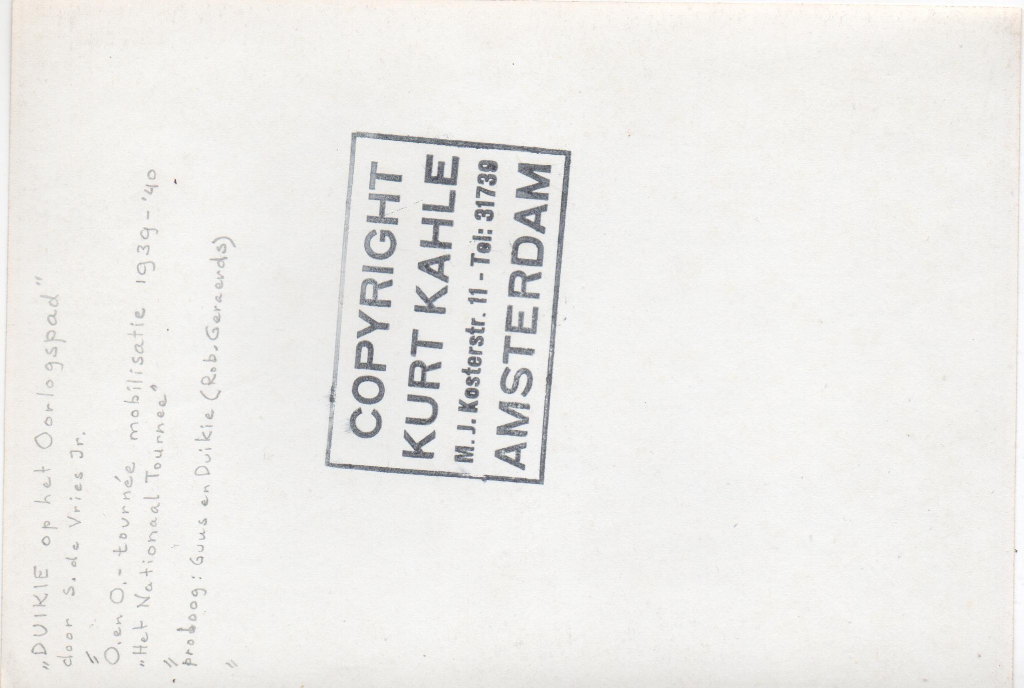 „DUIKIE op het Oorlogspad"
door S. de Vries Jr.
"
O. en O. - tournée mobilisatie 1939-'40
„Het Nationaal Tournee"
"
proloog: Guus en Duikie (Rob. Geraerds)
"
COPYRIGHT
KURT KAHLE
M. J. Kosterstr. 11 - Tel: 31739
AMSTERDAM